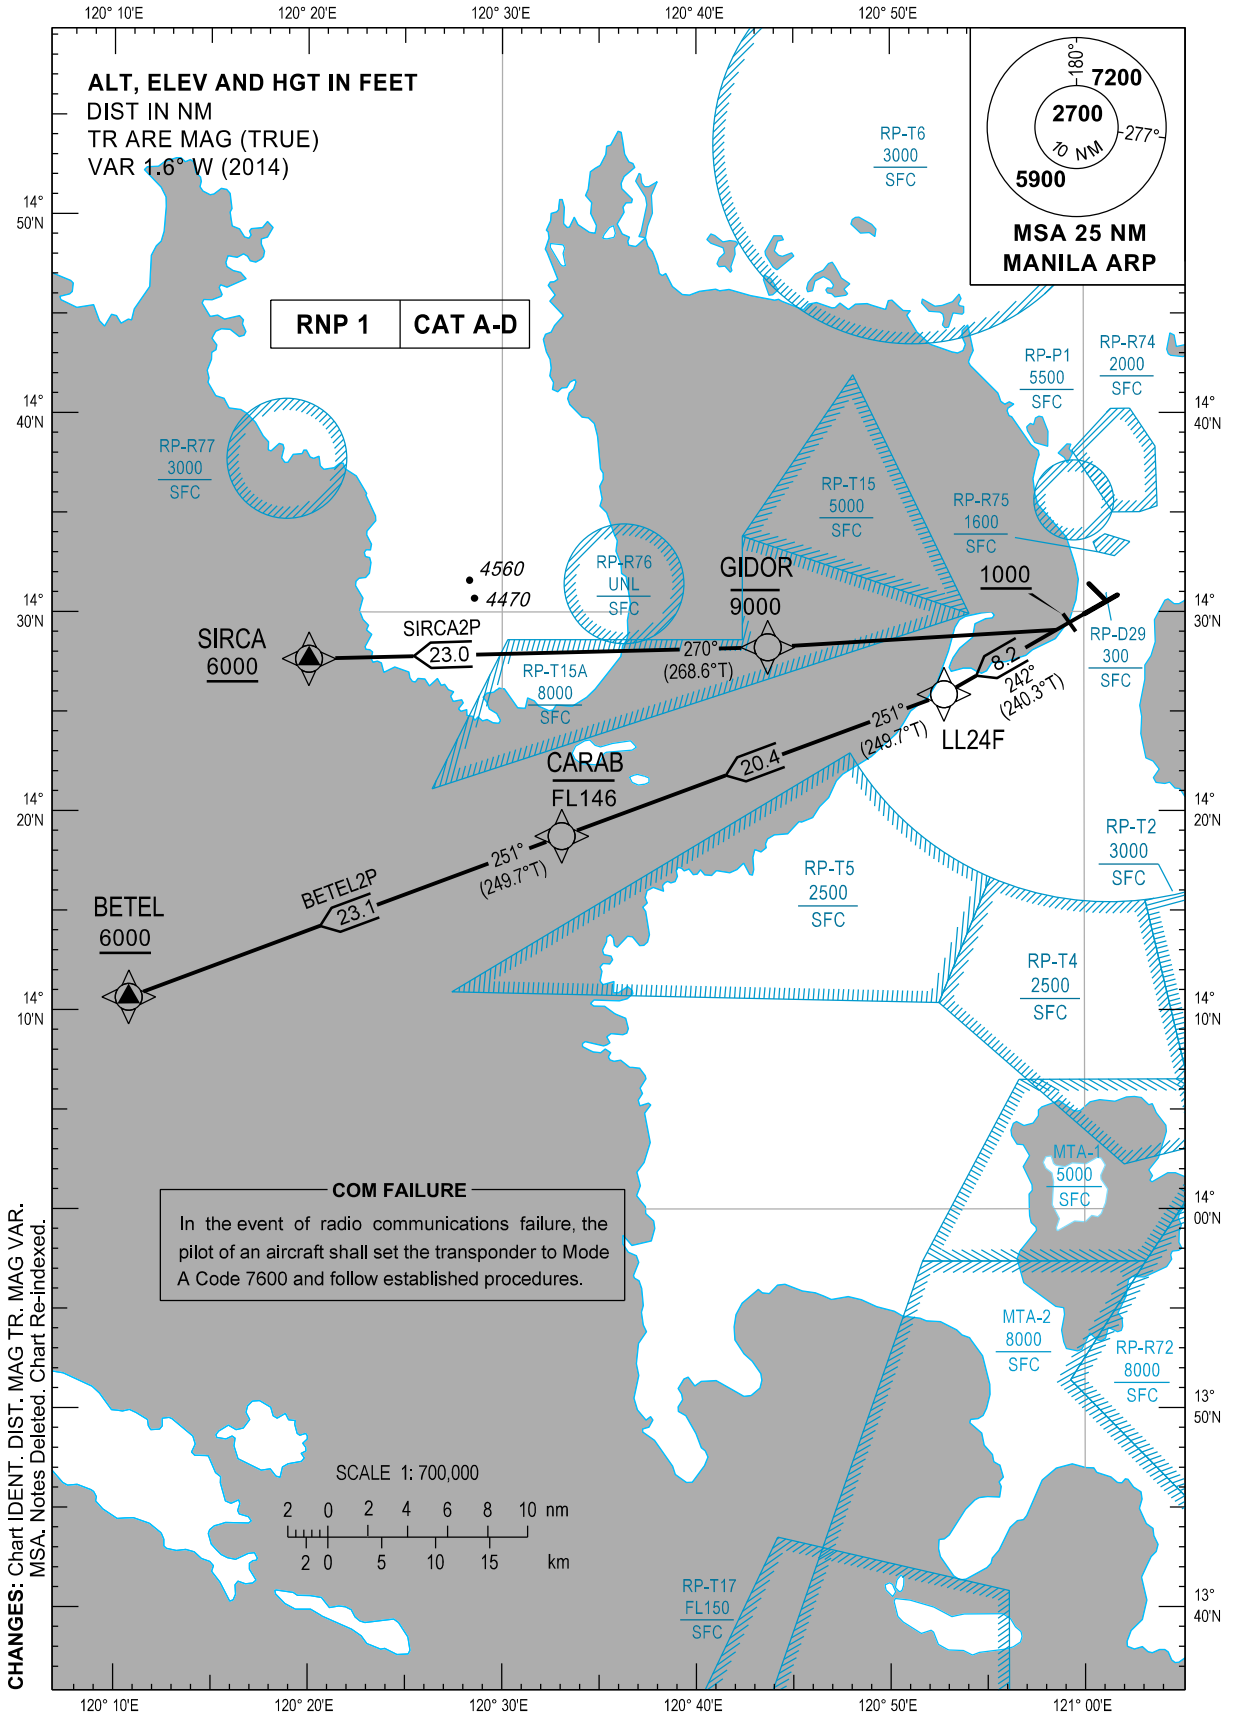 120° 10'E
120° 20'E
120° 30'E
120° 40'E
120° 50'E
ALT, ELEV AND HGT IN FEET
DIST IN NM
TR ARE MAG (TRUE)
VAR 1.6° W (2014)
180°
7200
2700
277°
10 NM
5900
MSA 25 NM
MANILA ARP
RP-T6
3000
SFC
14°
50'N
14°
50'N
RNP 1
CAT A-D
RP-P1
5500
SFC
RP-R74
2000
SFC
14°
40'N
14°
40'N
RP-R77
3000
SFC
RP-T15
5000
SFC
RP-R75
1600
SFC
4560
4470
RP-R76
UNL
SFC
GIDOR
9000
1000
14°
30'N
14°
30'N
SIRCA
6000
SIRCA2P
23.0
270°
(268.6°T)
RP-D29
300
SFC
8.2
242°
(240.3°T)
RP-T15A
8000
SFC
251°
(249.7°T)
LL24F
CARAB
FL146
20.4
14°
20'N
14°
20'N
RP-T2
3000
SFC
251°
(249.7°T)
RP-T5
2500
SFC
BETEL2P
23.1
BETEL
6000
RP-T4
2500
SFC
14°
10'N
14°
10'N
MTA-1
5000
SFC
COM FAILURE
In the event of radio communications failure, the
pilot of an aircraft shall set the transponder to Mode
A Code 7600 and follow established procedures.
14°
00'N
MTA-2
8000
SFC
RP-R72
8000
SFC
13°
50'N
SCALE 1: 700,000
2 0 2 4 6 8 10 nm
2 0 5 10 15 km
RP-T17
FL150
SFC
13°
40'N
CHANGES: Chart IDENT. DIST. MAG TR. MAG VAR.
MSA. Notes Deleted. Chart Re-indexed.
120° 10'E
120° 20'E
120° 30'E
120° 40'E
120° 50'E
121° 00'E